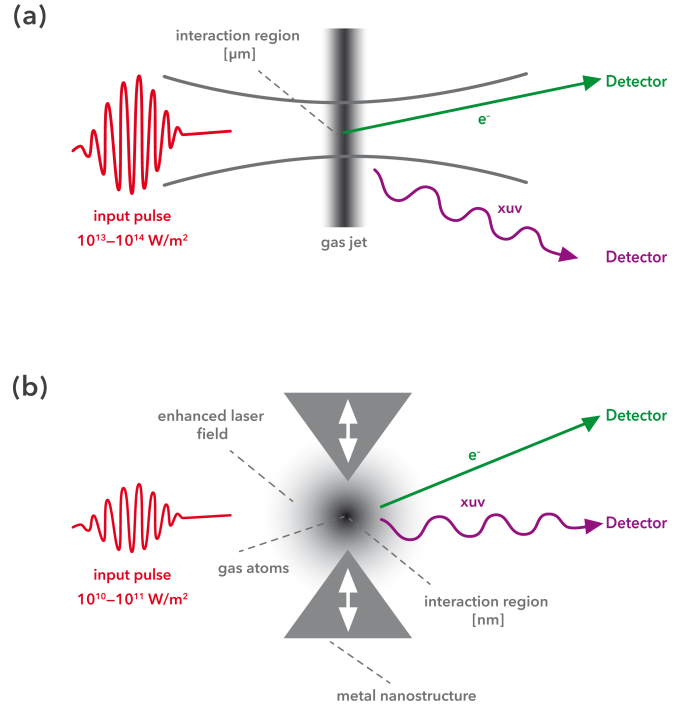 (a)
interaction region
[µm]
Detector
e⁻
xuv
input pulse
10¹³–10¹⁴ W/m²
gas jet
Detector
(b)
enhanced laser
field
Detector
e⁻
xuv
Detector
gas atoms
input pulse
10¹⁰–10¹¹ W/m²
interaction region
[nm]
metal nanostructure